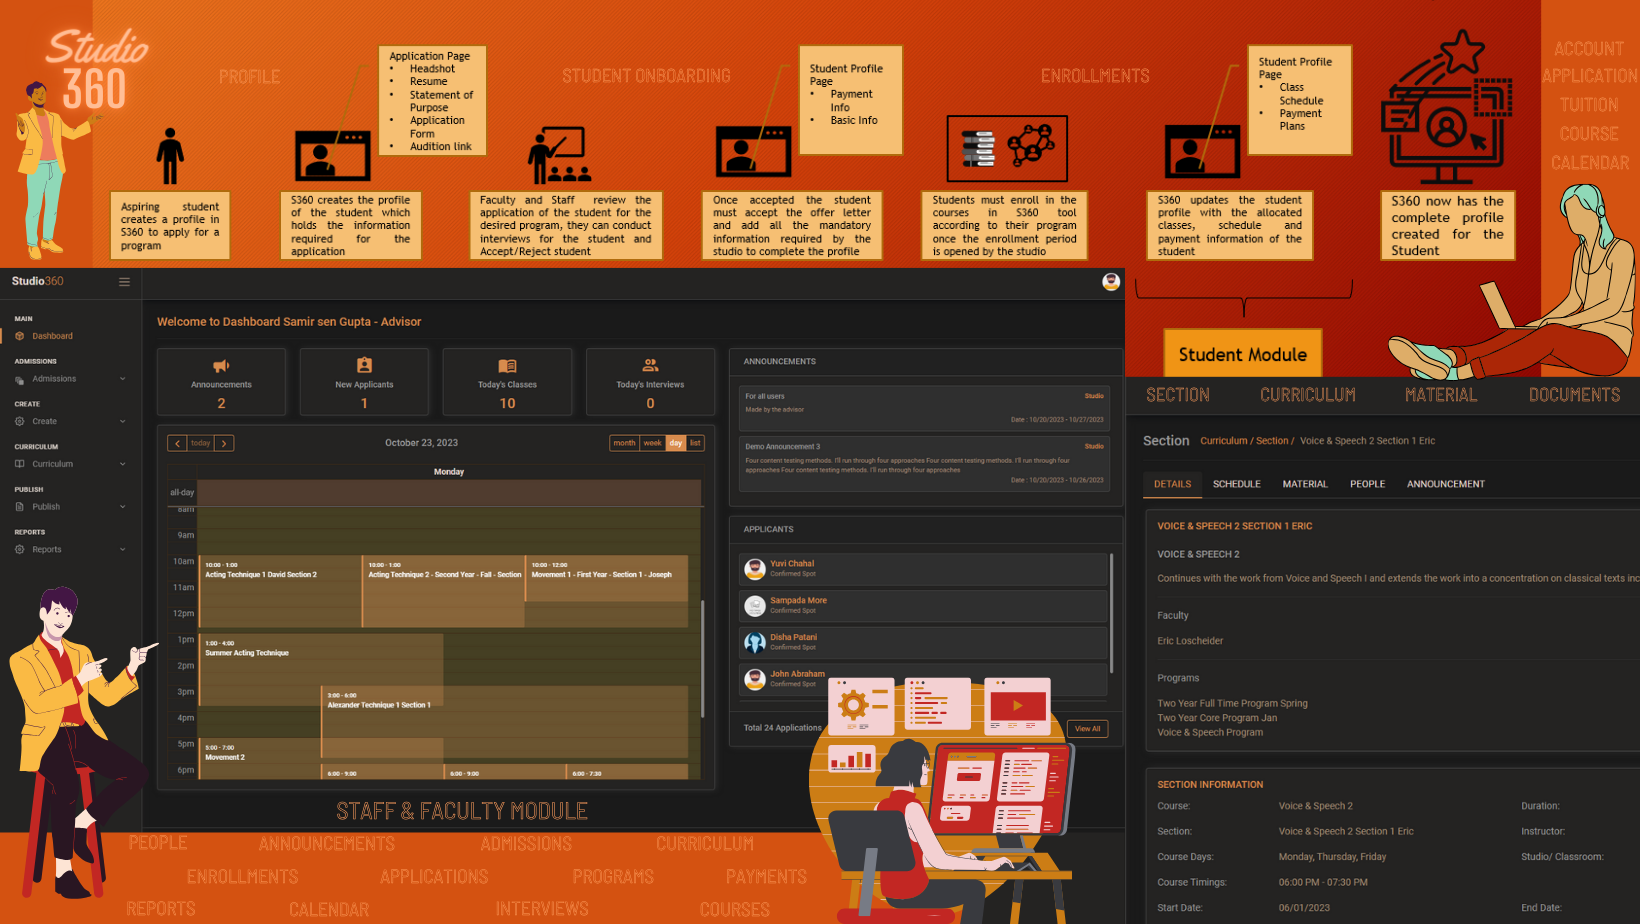 Studio
360
PROFILE
STUDENT ONBOARDING
ENROLLMENTS
ACCOUNT
APPLICATION
TUITION
COURSE
CALENDAR
Application Page
• Headshot
• Resume
• Statement of
Purpose
• Application
Form
• Audition link
Student Profile
Page
• Payment
Info
• Basic Info
Student Profile
Page
• Class
Schedule
• Payment
Plans
Aspiring student
creates a profile in
S360 to apply for a
program
S360 creates the profile
of the student which
holds the information
required for the
application
Faculty and Staff review the
application of the student for the
desired program, they can conduct
interviews for the student and
Accept/Reject student
Once accepted the student
must accept the offer letter
and add all the mandatory
information required by the
studio to complete the profile
Students must enroll in the
courses in S360 tool
according to their program
once the enrollment period
is opened by the studio
S360 updates the student
profile with the allocated
classes, schedule and
payment information of the
student
S360 now has the
complete profile
created for the
Student
Student Module
Studio360
MAIN
Dashboard
ADMISSIONS
Admissions
CREATE
Create
CURRICULUM
Curriculum
PUBLISH
Publish
REPORTS
Reports
Welcome to Dashboard Samir sen Gupta - Advisor
Announcements
2
New Applicants
1
Today's Classes
10
Today's Interviews
0
today
October 23, 2023
month week day list
Monday
all-day
8am
9am
10am
11am
12pm
1pm
2pm
3pm
4pm
5pm
6pm
10:00 - 1:00
Acting Technique 1 David Section 2
10:00 - 1:00
Acting Technique 2 - Second Year - Fall - Section
10:00 - 12:00
Movement 1 - First Year - Section 1 - Joseph
1:00 - 4:00
Summer Acting Technique
3:00 - 6:00
Alexander Technique 1 Section 1
5:00 - 7:00
Movement 2
6:00 - 9:00
6:00 - 9:00
6:00 - 7:30
ANNOUNCEMENTS
For all users Studio
Made by the advisor
Date : 10/20/2023 - 10/27/2023
Demo Announcement 3 Studio
Four content testing methods. I'll run through four approaches Four content testing methods. I'll run through four
approaches Four content testing methods. I'll run through four approaches
Date : 10/20/2023 - 10/26/2023
APPLICANTS
Yuvi Chahal
Confirmed Spot
Sampada More
Confirmed Spot
Disha Patani
Confirmed Spot
John Abraham
Confirmed Spot
Total 24 Applications
View All
STAFF & FACULTY MODULE
PEOPLE ANNOUNCEMENTS ADMISSIONS CURRICULUM
ENROLLMENTS APPLICATIONS PROGRAMS PAYMENTS
REPORTS CALENDAR INTERVIEWS COURSES
SECTION CURRICULUM MATERIAL DOCUMENTS
Section Curriculum / Section / Voice & Speech 2 Section 1 Eric
DETAILS SCHEDULE MATERIAL PEOPLE ANNOUNCEMENT
VOICE & SPEECH 2 SECTION 1 ERIC
VOICE & SPEECH 2
Continues with the work from Voice and Speech I and extends the work into a concentration on classical texts inc
Faculty
Eric Loscheider
Programs
Two Year Full Time Program Spring
Two Year Core Program Jan
Voice & Speech Program
SECTION INFORMATION
Course: Voice & Speech 2 Duration:
Section: Voice & Speech 2 Section 1 Eric Instructor:
Course Days: Monday, Thursday, Friday Studio/ Classroom:
Course Timings: 06:00 PM - 07:30 PM
Start Date: 06/01/2023 End Date: